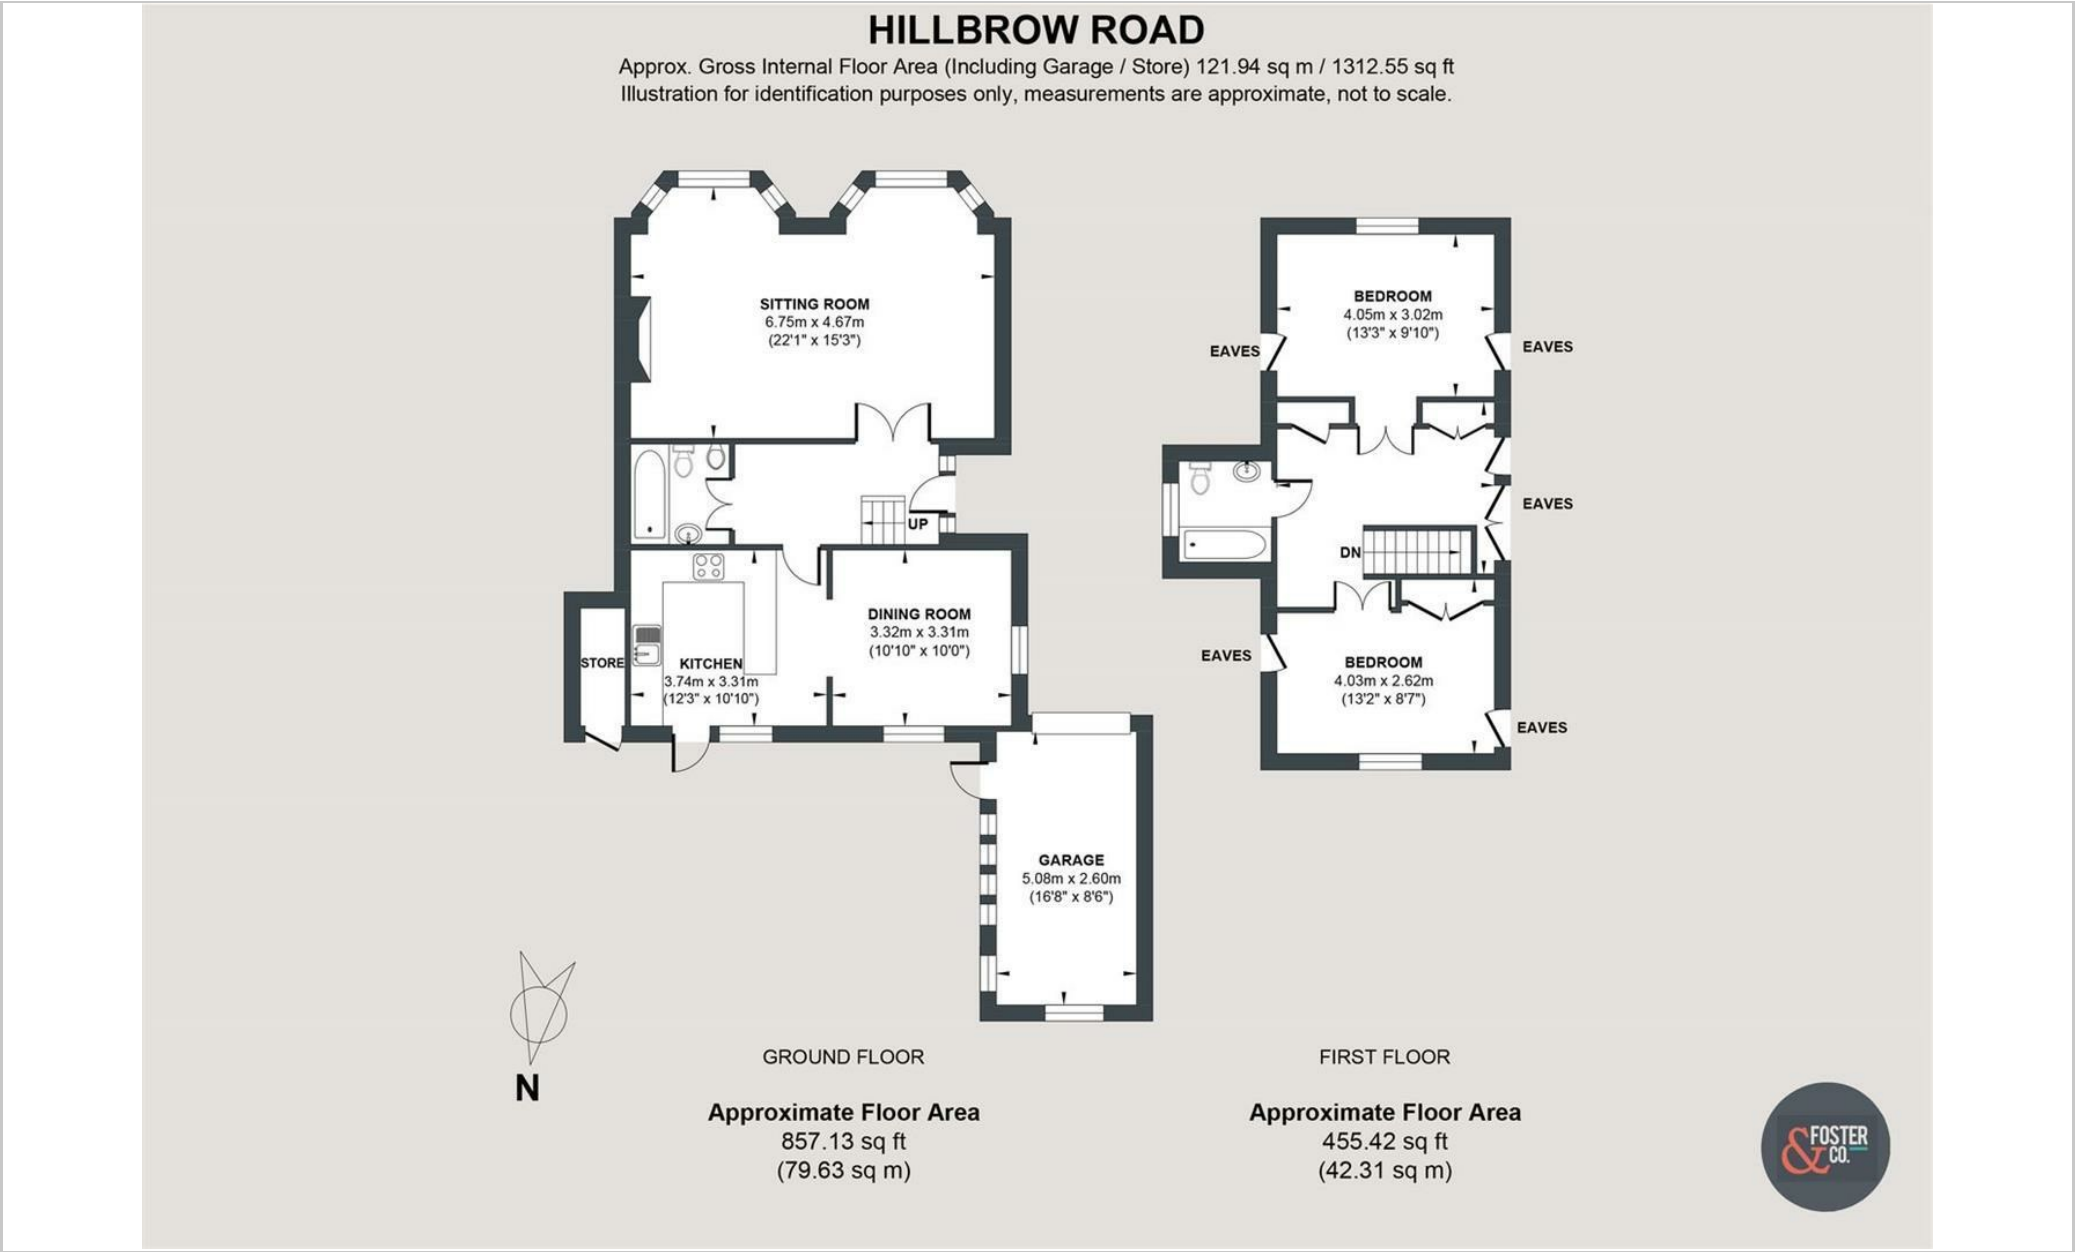 HILLBROW ROAD
Approx. Gross Internal Floor Area (Including Garage / Store) 121.94 sq m / 1312.55 sq ft
Illustration for identification purposes only, measurements are approximate, not to scale.
SITTING ROOM
6.75m x 4.67m
(22'1" x 15'3")
UP
STORE
KITCHEN
3.74m x 3.31m
(12'3" x 10'10")
DINING ROOM
3.32m x 3.31m
(10'10" x 10'0")
GARAGE
5.08m x 2.60m
(16'8" x 8'6")
BEDROOM
4.05m x 3.02m
(13'3" x 9'10")
EAVES
EAVES
EAVES
DN
EAVES
BEDROOM
4.03m x 2.62m
(13'2" x 8'7")
EAVES
N
GROUND FLOOR
Approximate Floor Area
857.13 sq ft
(79.63 sq m)
FIRST FLOOR
Approximate Floor Area
455.42 sq ft
(42.31 sq m)
& FOSTER
CO.